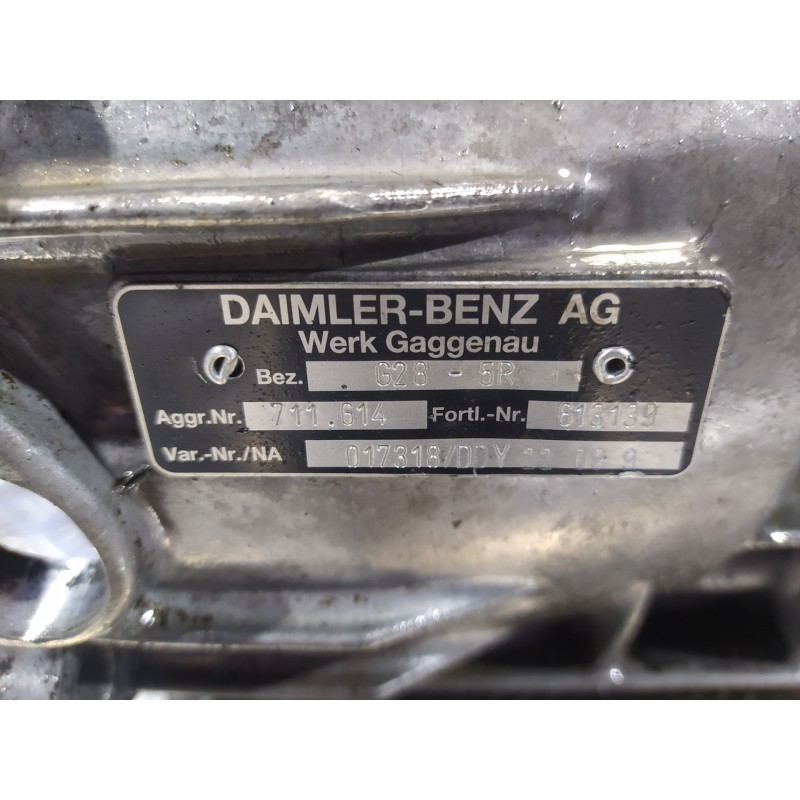 DAIMLER-BENZ AG
Werk Gaggenau
Bez. G28 - 5R
Aggr.Nr. 711.614 Fortl.-Nr. 613139
Var.-Nr./NA 017318/DDY